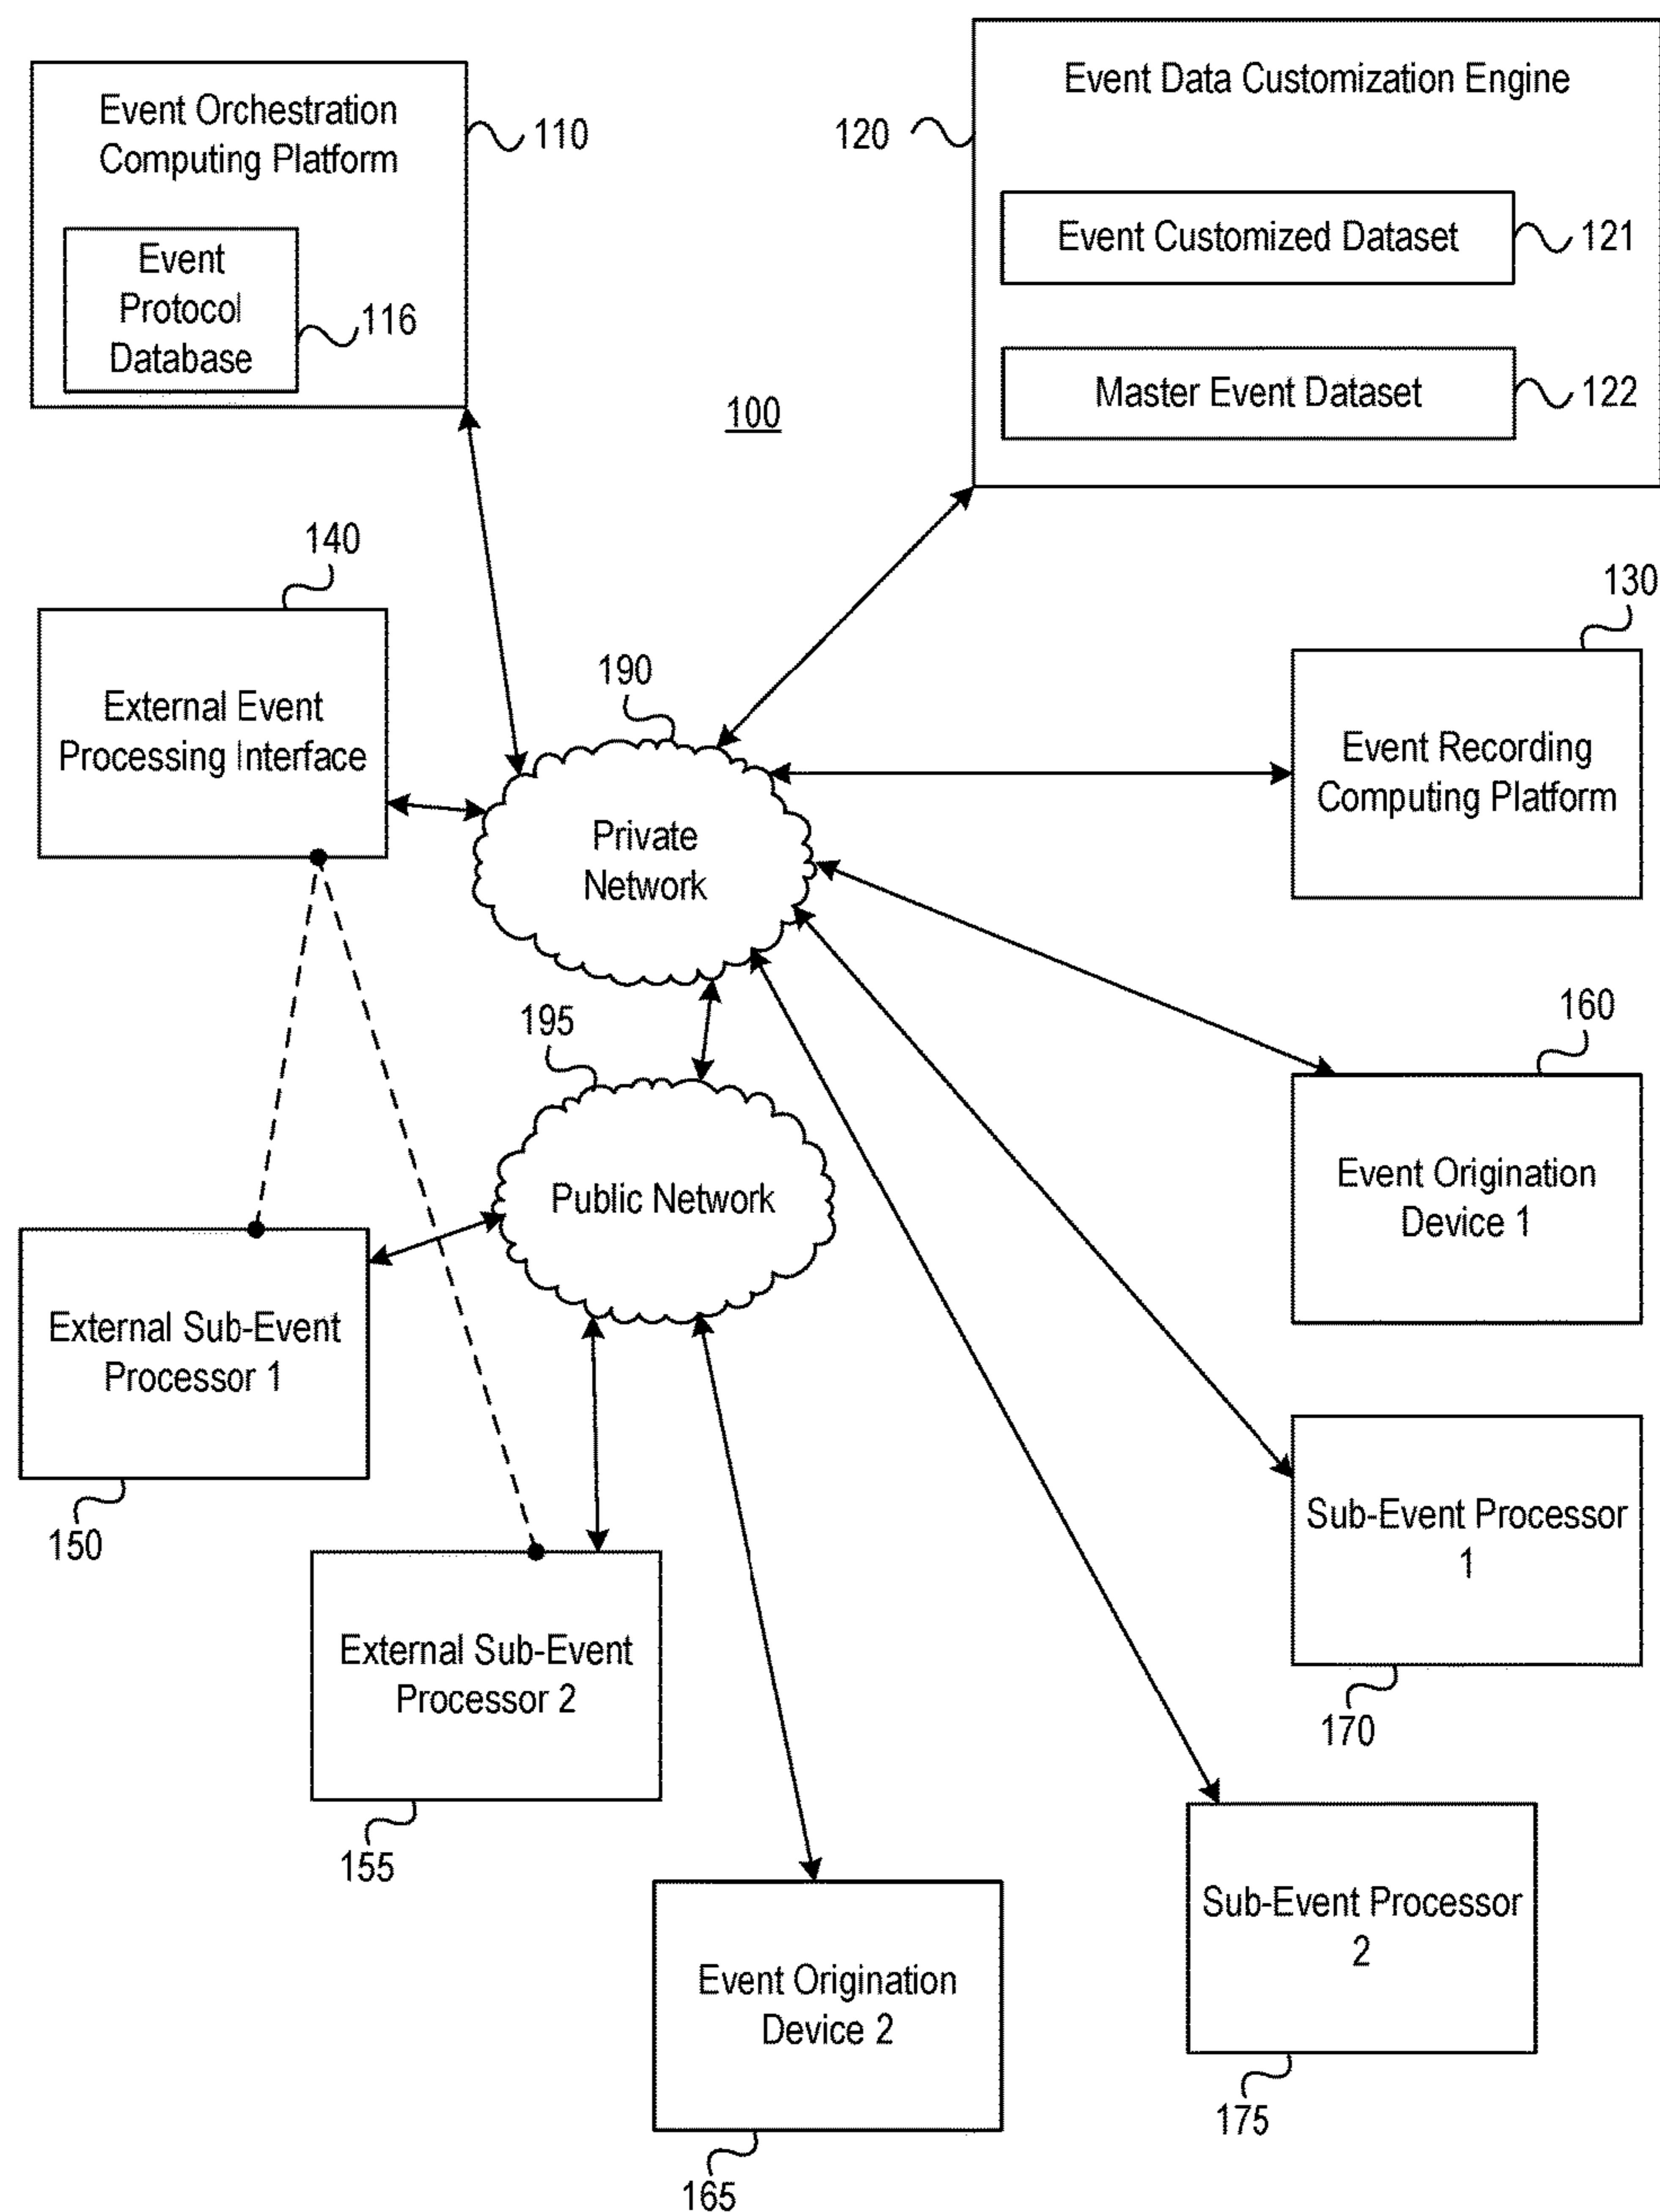 Event Orchestration
Computing Platform
110
Event
Protocol
Database
116
Event Data Customization Engine
120
Event Customized Dataset
121
Master Event Dataset
122
100
140
External Event
Processing Interface
130
Event Recording
Computing Platform
190
Private
Network
195
Public Network
160
Event Origination
Device 1
External Sub-Event
Processor 1
150
Sub-Event Processor
1
170
External Sub-Event
Processor 2
155
Sub-Event Processor
2
175
Event Origination
Device 2
165